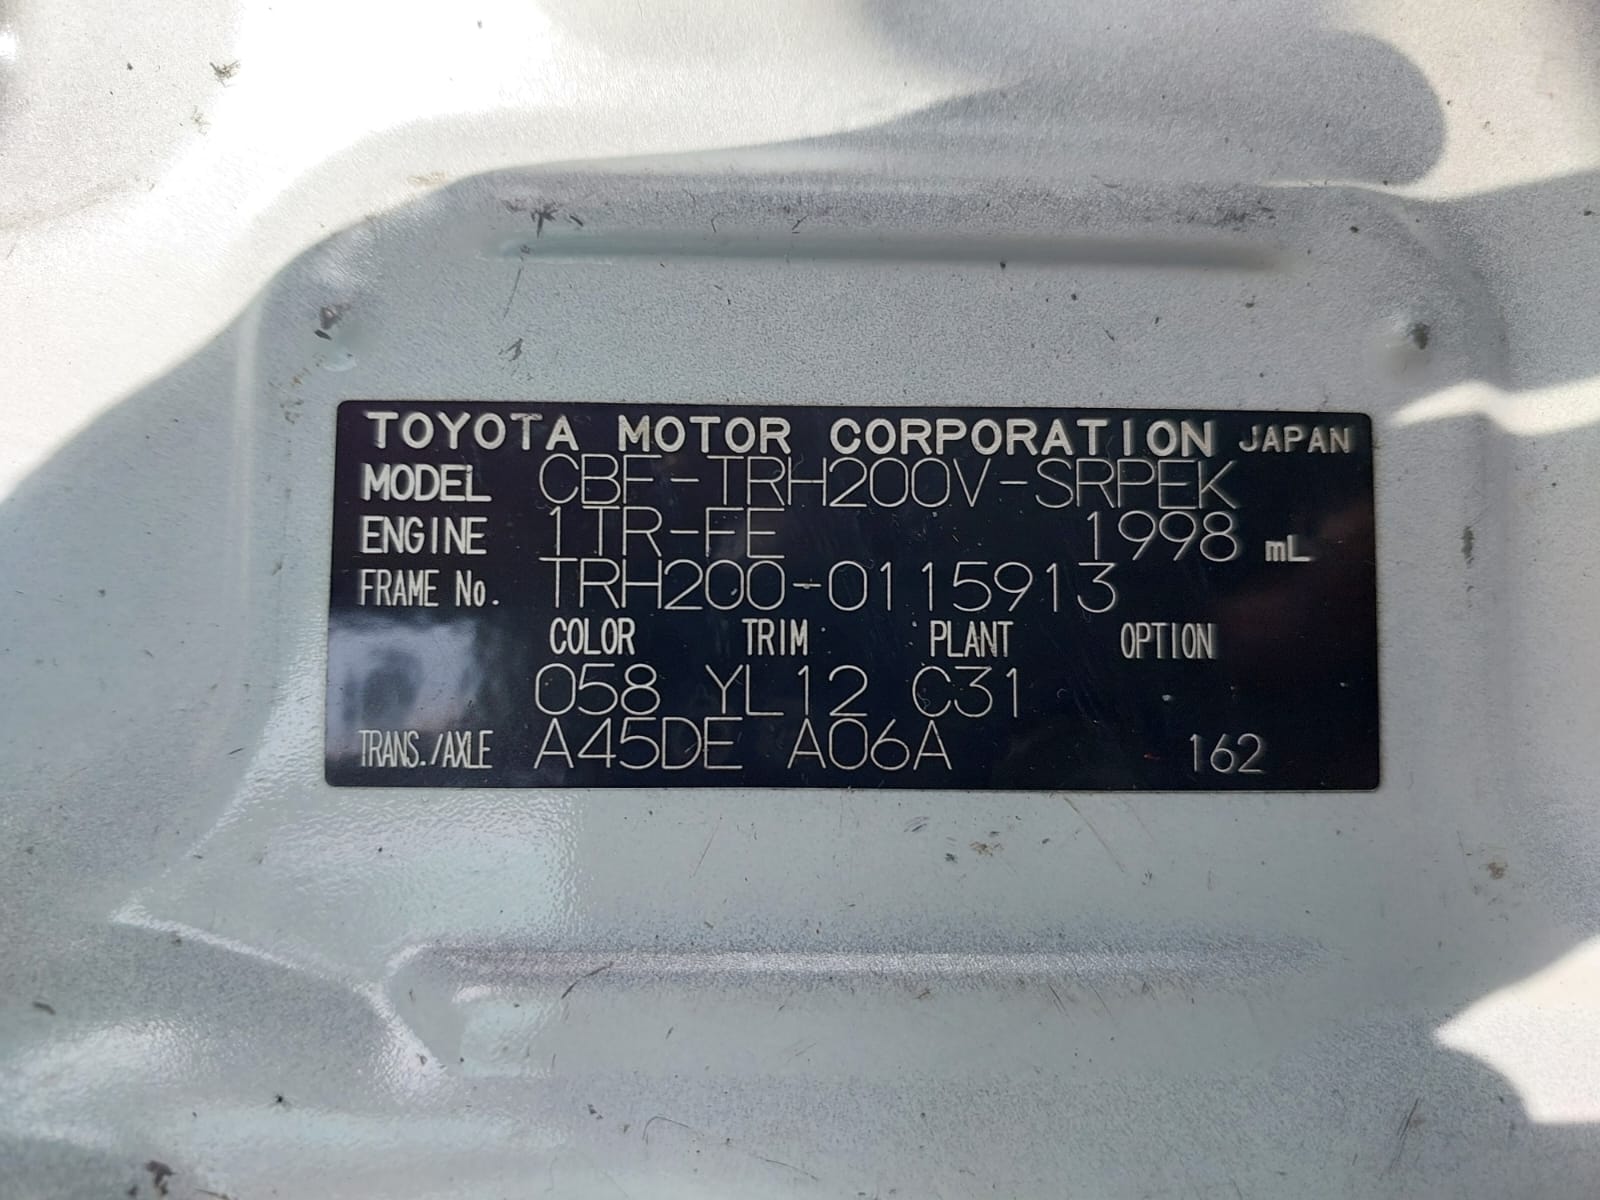 TOYOTA MOTOR CORPORATION JAPAN
MODEL CBF-TRH200V-SRPEK
ENGINE 1TR-FE 1998 mL
FRAME No. TRH200-0115913
COLOR TRIM PLANT OPTION
058 YL12 C31
TRANS./AXLE A45DE A06A 162